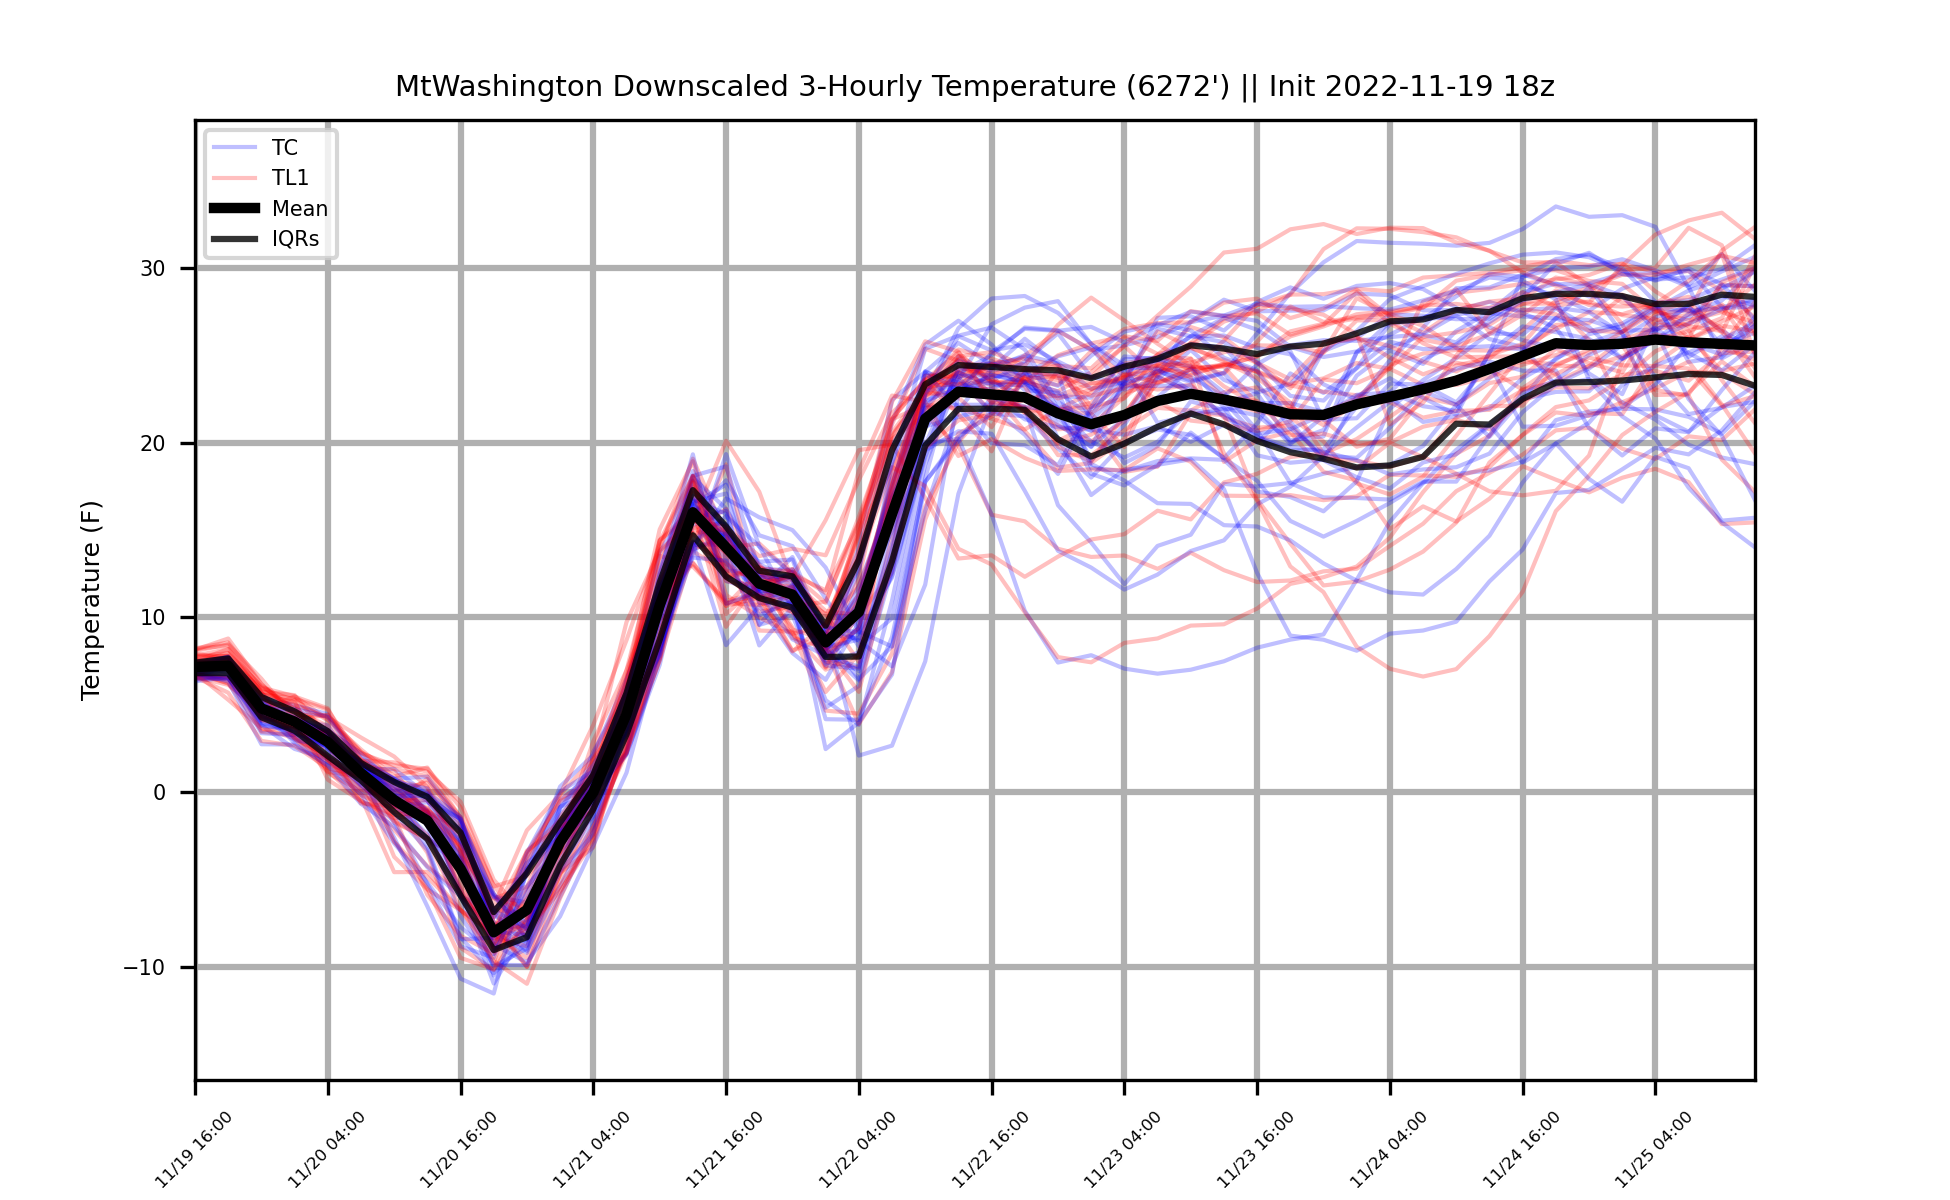 MtWashington Downscaled 3-Hourly Temperature (6272') || Init 2022-11-19 18z
TC
TL1
Mean
IQRs
Temperature (F)
30
20
10
0
−10
11/19 16:00
11/20 04:00
11/20 16:00
11/21 04:00
11/21 16:00
11/22 04:00
11/22 16:00
11/23 04:00
11/23 16:00
11/24 04:00
11/24 16:00
11/25 04:00